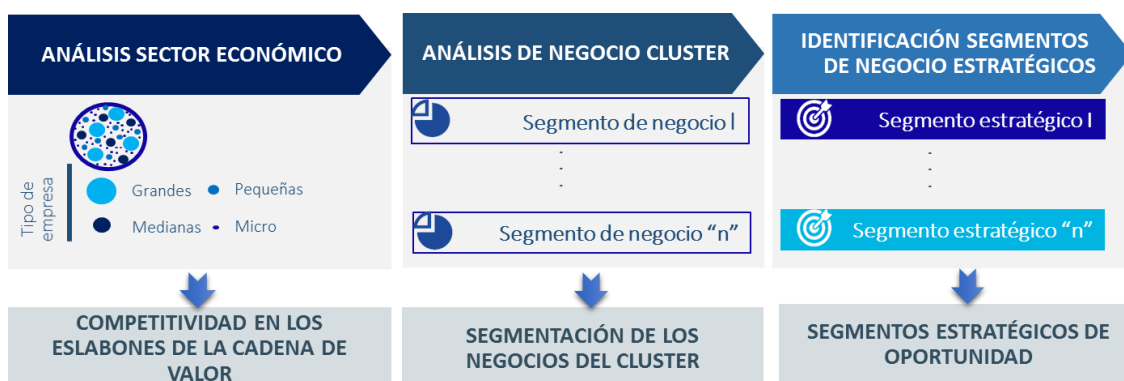 ANÁLISIS SECTOR ECONÓMICO
Tipo de
empresa
Grandes
Pequeñas
Medianas
Micro
COMPETITIVIDAD EN LOS
ESLABONES DE LA CADENA DE
VALOR
ANÁLISIS DE NEGOCIO CLUSTER
Segmento de negocio I
Segmento de negocio “n”
SEGMENTACIÓN DE LOS
NEGOCIOS DEL CLUSTER
IDENTIFICACIÓN SEGMENTOS
DE NEGOCIO ESTRATÉGICOS
Segmento estratégico I
Segmento estratégico “n”
SEGMENTOS ESTRATÉGICOS DE
OPORTUNIDAD